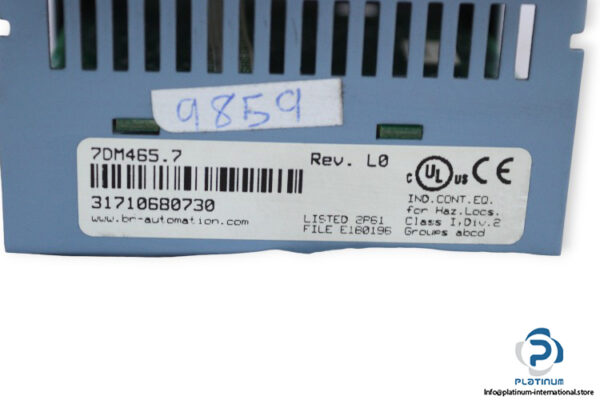 9859
7DM465.7
Rev. L0
31710680730
www.br-automation.com
LISTED 2P61
FILE E180196
C UL US CE
IND.CONT.EQ.
for Haz.Locs.
Class I,Div.2
Groups abcd
PLATINUM
Info@platinum-international.store